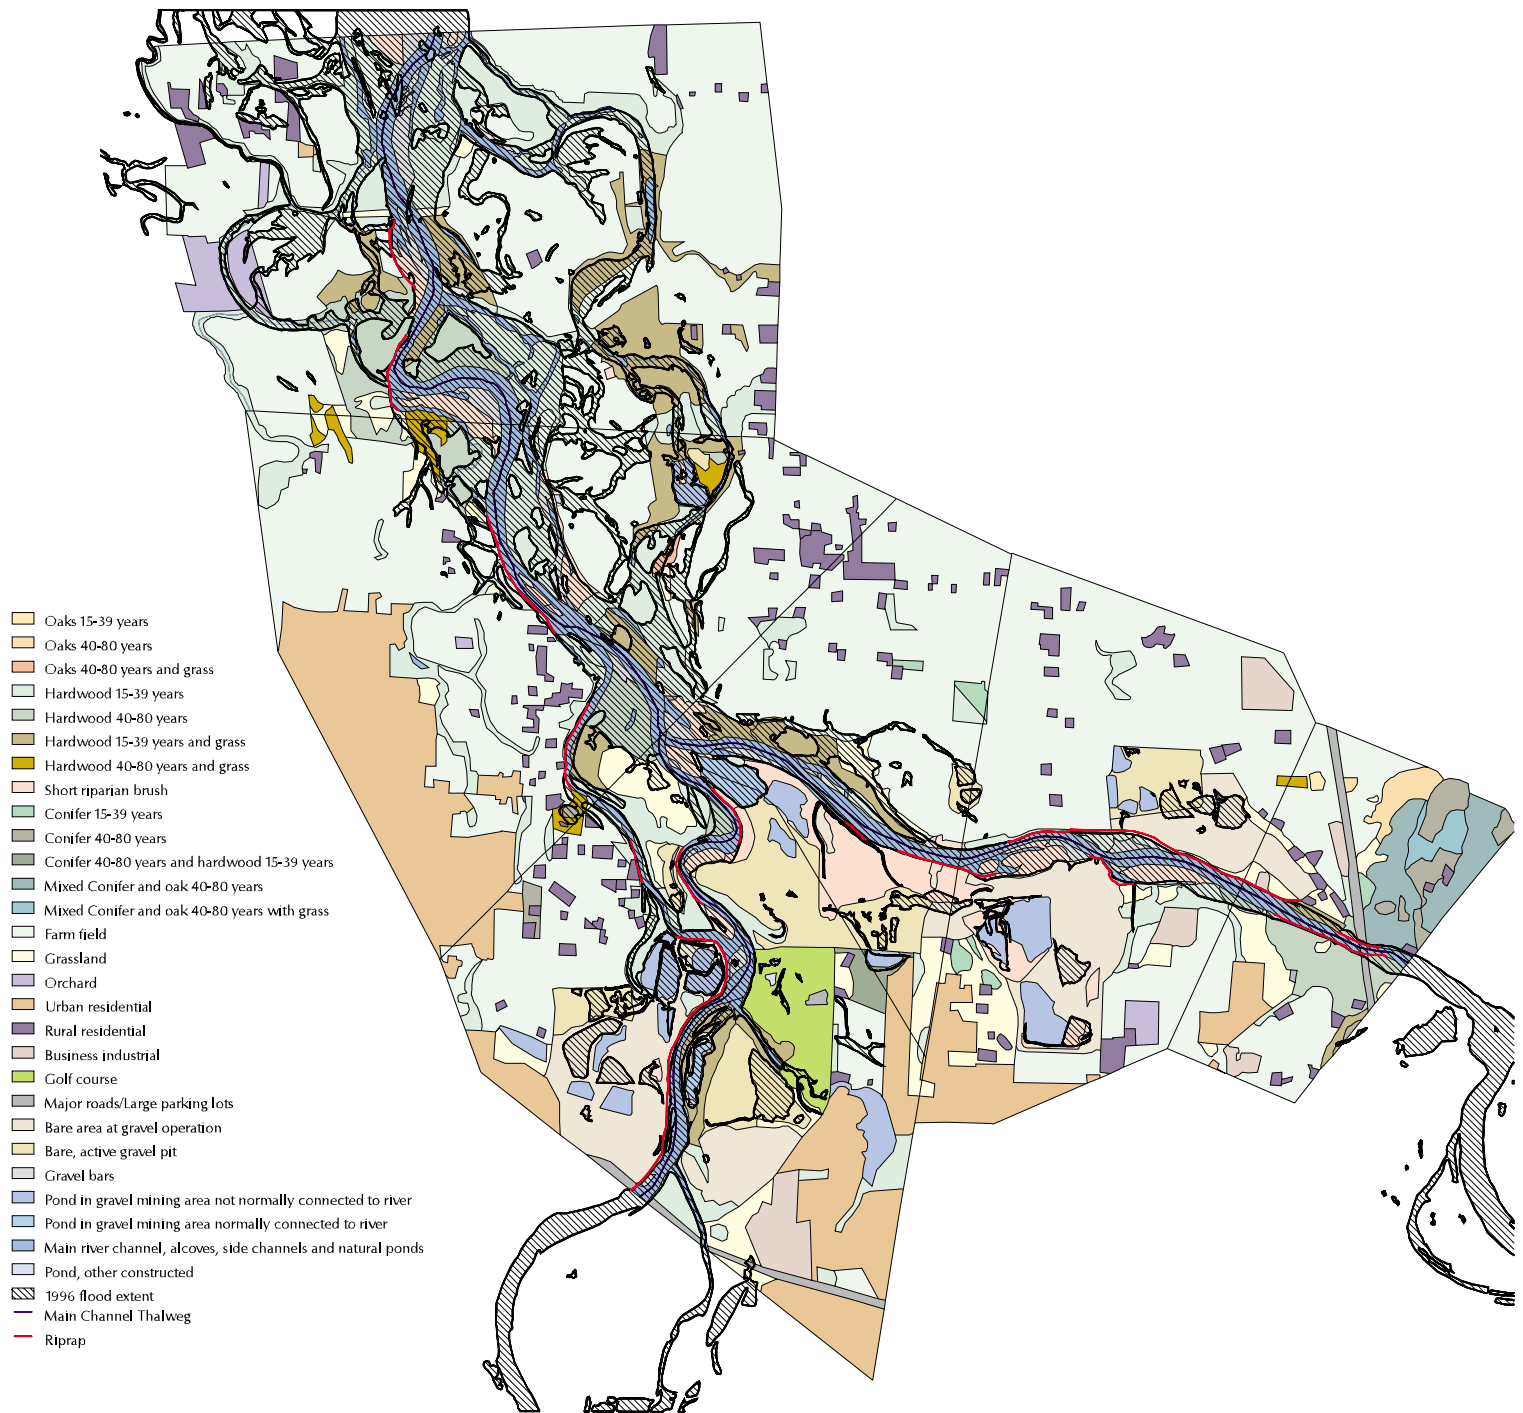 Oaks 15-39 years
Oaks 40-80 years
Oaks 40-80 years and grass
Hardwood 15-39 years
Hardwood 40-80 years
Hardwood 15-39 years and grass
Hardwood 40-80 years and grass
Short riparian brush
Conifer 15-39 years
Conifer 40-80 years
Conifer 40-80 years and hardwood 15-39 years
Mixed Conifer and oak 40-80 years
Mixed Conifer and oak 40-80 years with grass
Farm field
Grassland
Orchard
Urban residential
Rural residential
Business industrial
Golf course
Major roads/Large parking lots
Bare area at gravel operation
Bare, active gravel pit
Gravel bars
Pond in gravel mining area not normally connected to river
Pond in gravel mining area normally connected to river
Main river channel, alcoves, side channels and natural ponds
Pond, other constructed
1996 flood extent
Main Channel Thalweg
Riprap